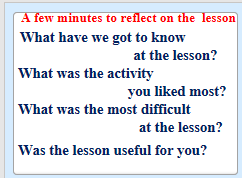 A few minutes to reflect on the lesson
What have we got to know
at the lesson?
What was the activity
you liked most?
What was the most difficult
at the lesson?
Was the lesson useful for you?